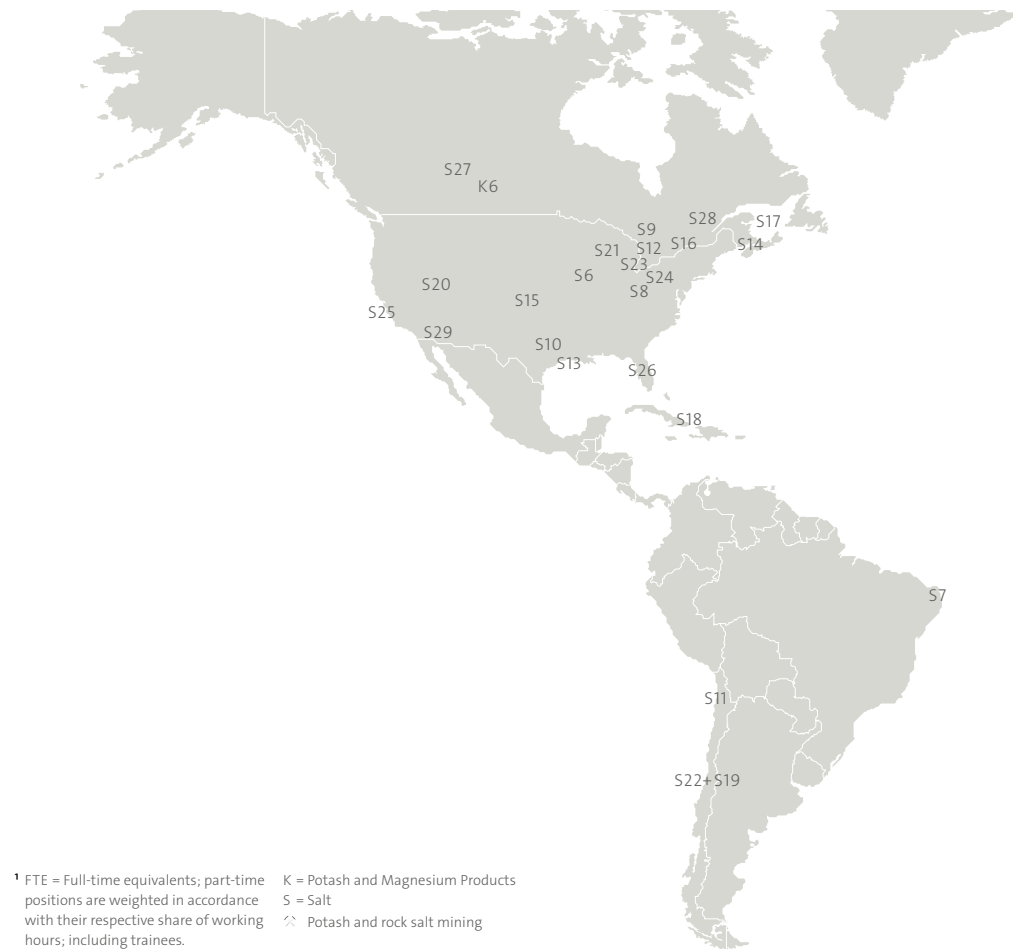 S27
K6
S28
S17
S9
S16
S14
S12
S21
S23
S6
S24
S20
S8
S15
S25
S29
S10
S13
S26
S18
S7
S11
S22+S19
¹ FTE = Full-time equivalents; part-time
positions are weighted in accordance
with their respective share of working
hours; including trainees.
K = Potash and Magnesium Products
S = Salt
Potash and rock salt mining